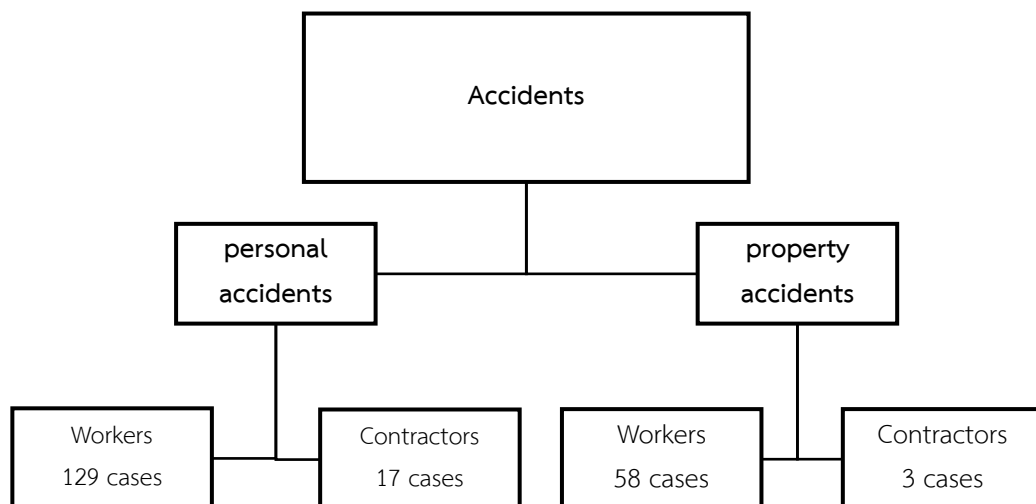 Accidents
personal
accidents
property
accidents
Workers
129 cases
Contractors
17 cases
Workers
58 cases
Contractors
3 cases